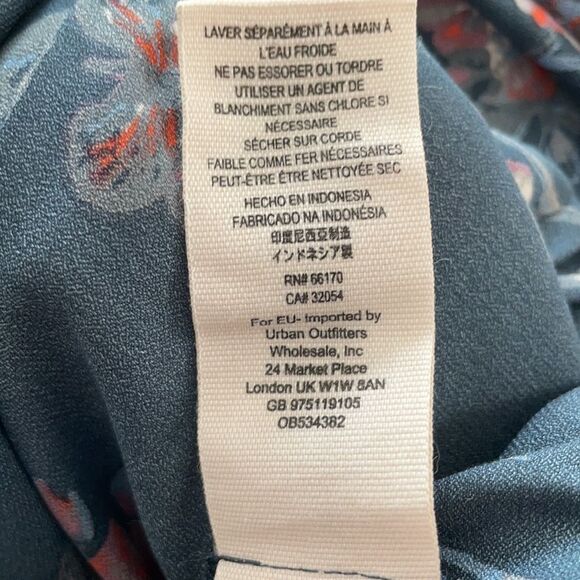 LAVER SÉPARÉMENT À LA MAIN À
L'EAU FROIDE
NE PAS ESSORER OU TORDRE
UTILISER UN AGENT DE
BLANCHIMENT SANS CHLORE SI
NÉCESSAIRE
SÉCHER SUR CORDE
FAIBLE COMME FER NÉCESSAIRES
PEUT-ÊTRE ÊTRE NETTOYÉE SEC
HECHO EN INDONESIA
FABRICADO NA INDONÉSIA
印度尼西亚制造
インドネシア製
RN# 66170
CA# 32054
For EU- Imported by
Urban Outfitters
Wholesale, Inc
24 Market Place
London UK W1W 8AN
GB 975119105
OB534382